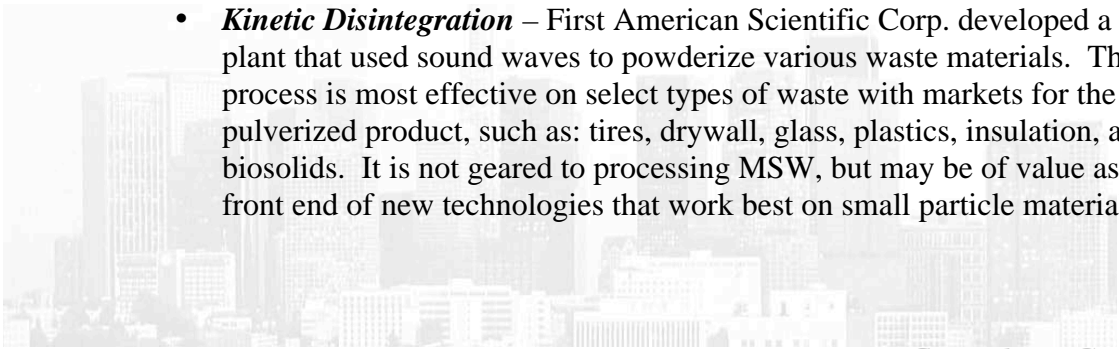 • Kinetic Disintegration – First American Scientific Corp. developed a
plant that used sound waves to powderize various waste materials. Th
process is most effective on select types of waste with markets for the
pulverized product, such as: tires, drywall, glass, plastics, insulation, a
biosolids. It is not geared to processing MSW, but may be of value as
front end of new technologies that work best on small particle materia